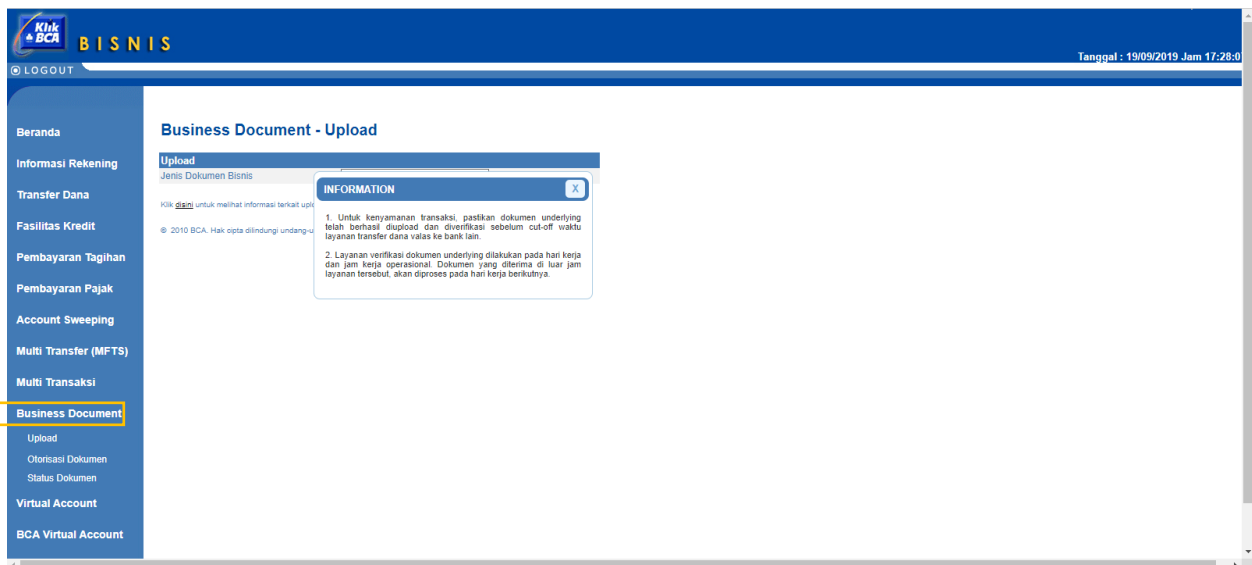 Klik
BCA
BISNIS
Tanggal : 19/09/2019 Jam 17:28:0
LOGOUT
Beranda
Informasi Rekening
Transfer Dana
Fasilitas Kredit
Pembayaran Tagihan
Pembayaran Pajak
Account Sweeping
Multi Transfer (MFTS)
Multi Transaksi
Business Document
Upload
Otorisasi Dokumen
Status Dokumen
Virtual Account
BCA Virtual Account
Business Document - Upload
Upload
Jenis Dokumen Bisnis
Klik disini untuk melihat informasi terkait uplo
© 2010 BCA. Hak cipta dilindungi undang-u
INFORMATION
X
1. Untuk kenyamanan transaksi, pastikan dokumen underlying
telah berhasil diupload dan diverifikasi sebelum cut-off waktu
layanan transfer dana valas ke bank lain.
2. Layanan verifikasi dokumen underlying dilakukan pada hari kerja
dan jam kerja operasional. Dokumen yang diterima di luar jam
layanan tersebut, akan diproses pada hari kerja berikutnya.